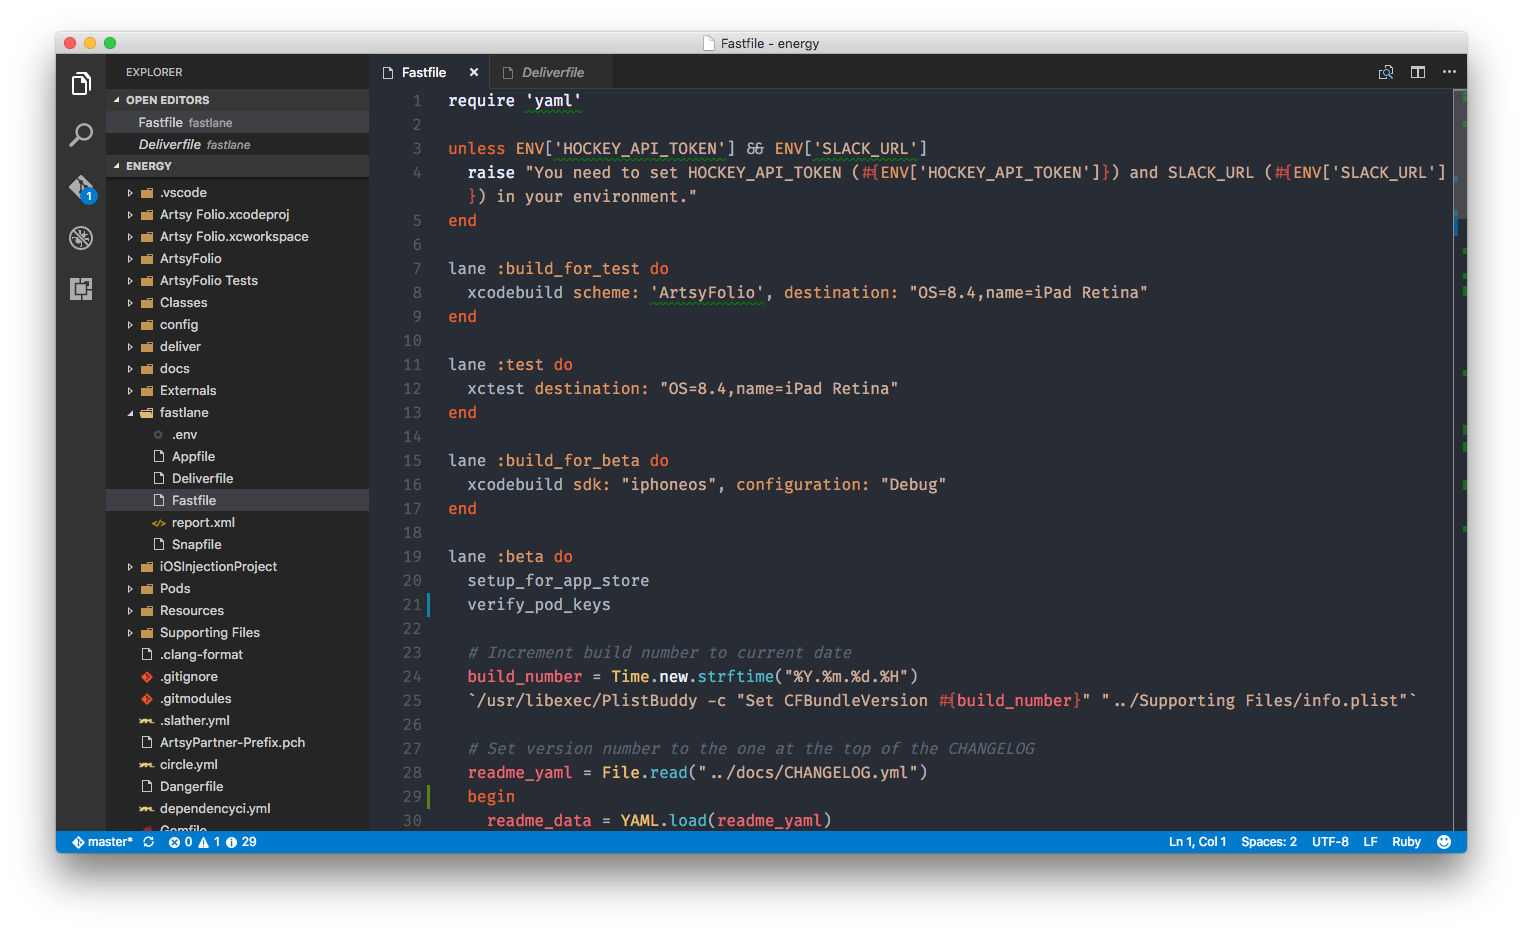 Fastfile - energy
EXPLORER
OPEN EDITORS
Fastfile fastlane
Deliverfile fastlane
ENERGY
.vscode
Artsy Folio.xcodeproj
Artsy Folio.xcworkspace
ArtsyFolio
ArtsyFolio Tests
Classes
config
deliver
docs
Externals
fastlane
.env
Appfile
Deliverfile
Fastfile
</> report.xml
Snapfile
iOSInjectionProject
Pods
Resources
Supporting Files
.clang-format
.gitignore
.gitmodules
.slather.yml
ArtsyPartner-Prefix.pch
circle.yml
Dangerfile
dependencyci.yml
Gemfile
1
Fastfile × Deliverfile ...
1 require 'yaml'
2
3 unless ENV['HOCKEY_API_TOKEN'] && ENV['SLACK_URL']
4 raise "You need to set HOCKEY_API_TOKEN (#{ENV['HOCKEY_API_TOKEN']}) and SLACK_URL (#{ENV['SLACK_URL']
}) in your environment."
5 end
6
7 lane :build_for_test do
8 xcodebuild scheme: 'ArtsyFolio', destination: "OS=8.4,name=iPad Retina"
9 end
10
11 lane :test do
12 xctest destination: "OS=8.4,name=iPad Retina"
13 end
14
15 lane :build_for_beta do
16 xcodebuild sdk: "iphoneos", configuration: "Debug"
17 end
18
19 lane :beta do
20 setup_for_app_store
21 verify_pod_keys
22
23 # Increment build number to current date
24 build_number = Time.new.strftime("%Y.%m.%d.%H")
25 `/usr/libexec/PlistBuddy -c "Set CFBundleVersion #{build_number}" "../Supporting Files/info.plist"`
26
27 # Set version number to the one at the top of the CHANGELOG
28 readme_yaml = File.read("../docs/CHANGELOG.yml")
29 begin
30 readme_data = YAML.load(readme_yaml)
master* 0 1 29 Ln 1, Col 1 Spaces: 2 UTF-8 LF Ruby